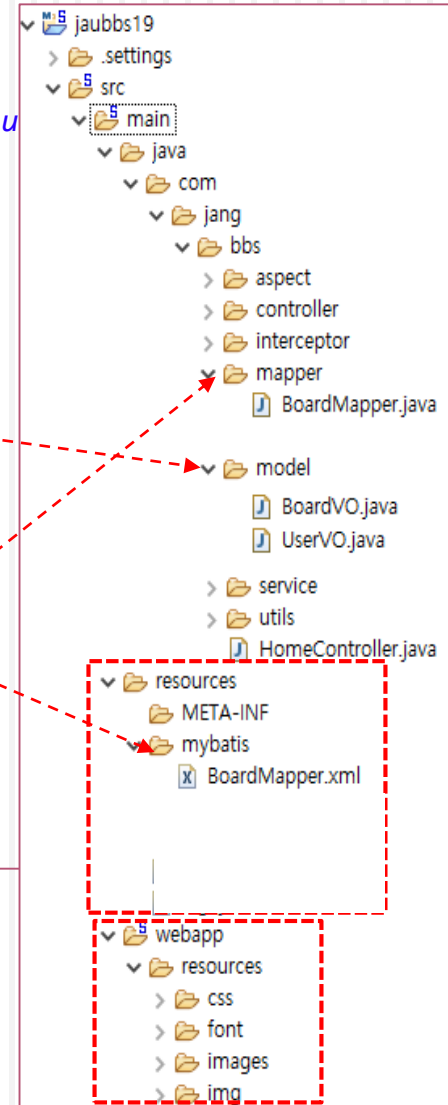 jaubbs19
.settings
src
u
main
java
com
jang
bbs
aspect
controller
interceptor
mapper
BoardMapper.java
model
BoardVO.java
UserVO.java
service
utils
HomeController.java
resources
META-INF
mybatis
BoardMapper.xml
webapp
resources
css
font
images
img